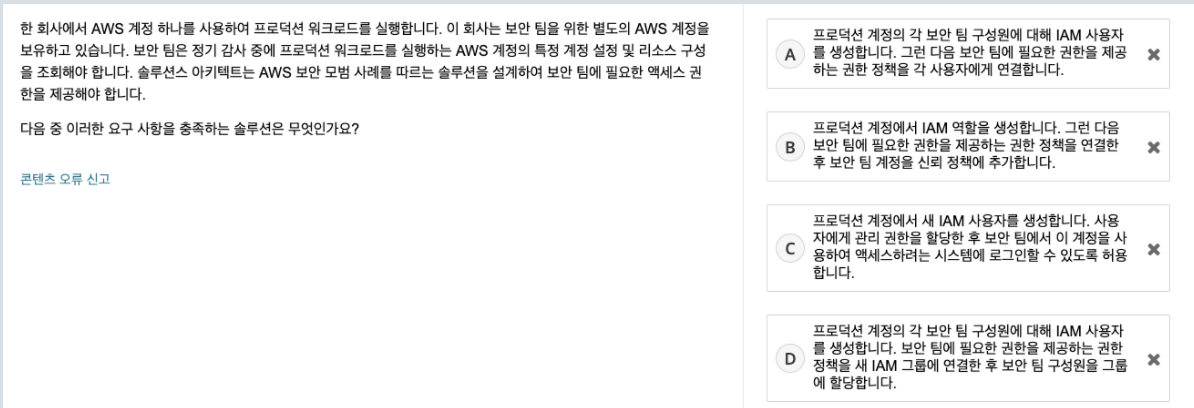 한 회사에서 AWS 계정 하나를 사용하여 프로덕션 워크로드를 실행합니다. 이 회사는 보안 팀을 위한 별도의 AWS 계정을
보유하고 있습니다. 보안 팀은 정기 감사 중에 프로덕션 워크로드를 실행하는 AWS 계정의 특정 계정 설정 및 리소스 구성
을 조회해야 합니다. 솔루션스 아키텍트는 AWS 보안 모범 사례를 따르는 솔루션을 설계하여 보안 팀에 필요한 액세스 권
한을 제공해야 합니다.
다음 중 이러한 요구 사항을 충족하는 솔루션은 무엇인가요?
콘텐츠 오류 신고
A
프로덕션 계정의 각 보안 팀 구성원에 대해 IAM 사용자
를 생성합니다. 그런 다음 보안 팀에 필요한 권한을 제공
하는 권한 정책을 각 사용자에게 연결합니다.
B
프로덕션 계정에서 IAM 역할을 생성합니다. 그런 다음
보안 팀에 필요한 권한을 제공하는 권한 정책을 연결한
후 보안 팀 계정을 신뢰 정책에 추가합니다.
C
프로덕션 계정에서 새 IAM 사용자를 생성합니다. 사용
자에게 관리 권한을 할당한 후 보안 팀에서 이 계정을 사
용하여 액세스하려는 시스템에 로그인할 수 있도록 허용
합니다.
D
프로덕션 계정의 각 보안 팀 구성원에 대해 IAM 사용자
를 생성합니다. 보안 팀에 필요한 권한을 제공하는 권한
정책을 새 IAM 그룹에 연결한 후 보안 팀 구성원을 그룹
에 할당합니다.